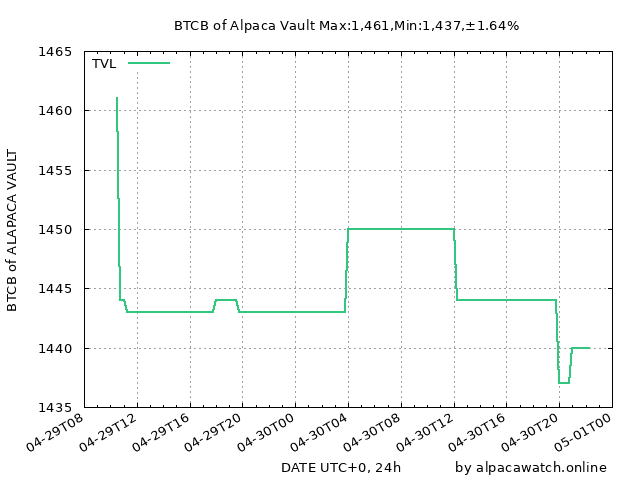 BTCB of Alpaca Vault Max:1,461,Min:1,437,±1.64%
TVL
1465
1460
1455
1450
1445
1440
1435
BTCB of ALAPACA VAULT
04-29T08
04-29T12
04-29T16
04-29T20
04-30T00
04-30T04
04-30T08
04-30T12
04-30T16
04-30T20
05-01T00
DATE UTC+0, 24h
by alpacawatch.online